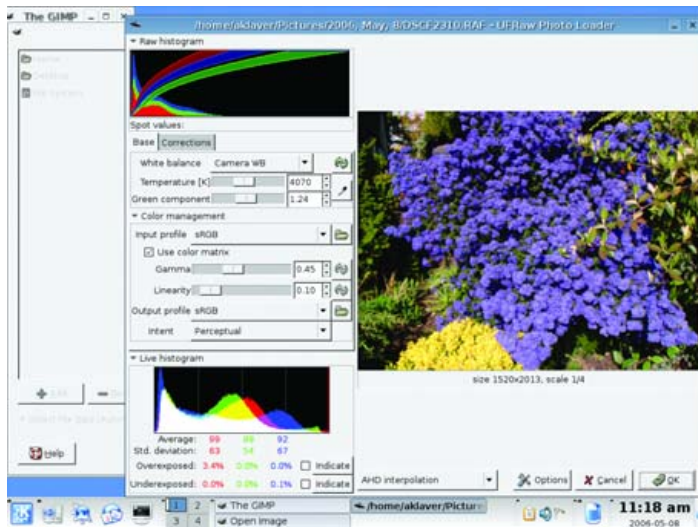 The GIMP
/home/aklaver/Pictures/2006, May, 8/DSCF2310.RAF - UFRaw Photo Loader
Raw histogram
Spot values:
Base Corrections
White balance Camera WB
Temperature [K] 4070
Green component 1.24
Color management
Input profile sRGB
Use color matrix
Gamma 0.45
Linearity 0.10
Output profile sRGB
Intent Perceptual
Live histogram
Average: 99 89 92
Std. deviation: 63 54 67
Overexposed: 3.4% 0.0% 0.0% Indicate
Underexposed: 0.0% 0.0% 0.1% Indicate
size 1520x2013, scale 1/4
AHD interpolation
Options
Cancel
OK
Help
1 2
3 4
The GIMP
Open Image
/home/aklaver/Pictur
11:18 am
2006-05-08